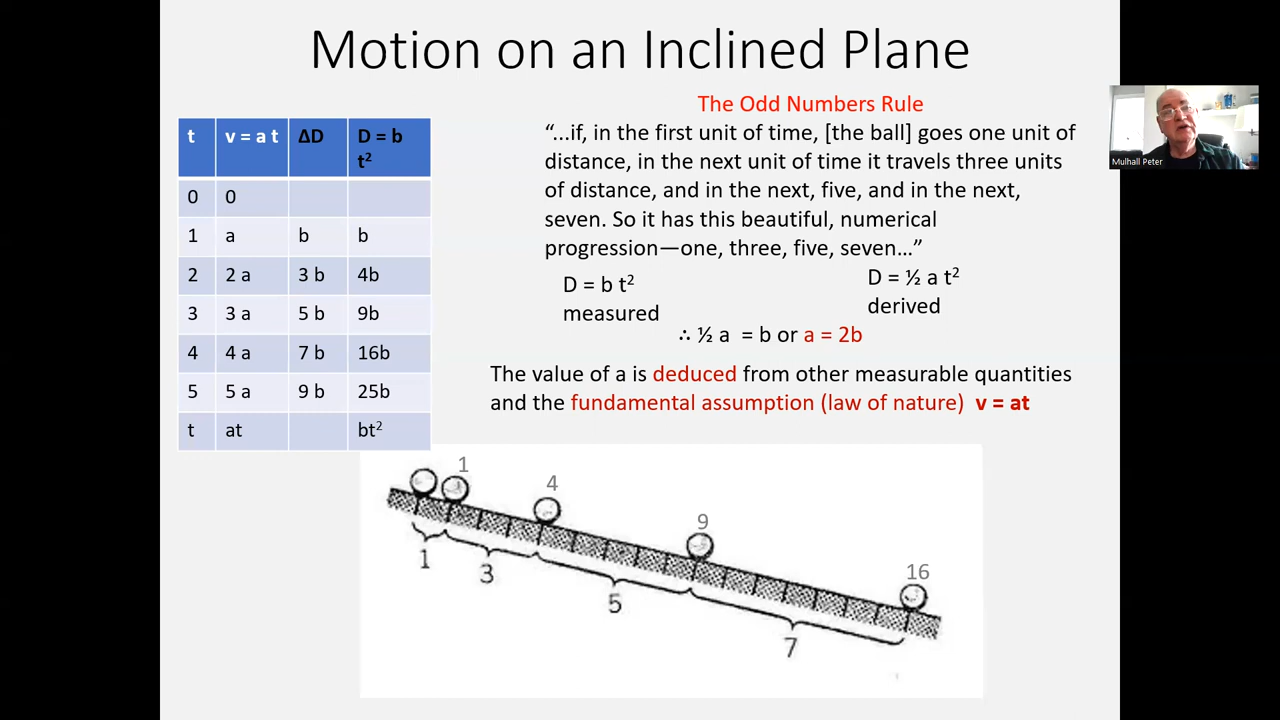 Motion on an Inclined Plane
t v = a t ΔD D = b
t²
0 0
1 a b b
2 2 a 3 b 4b
3 3 a 5 b 9b
4 4 a 7 b 16b
5 5 a 9 b 25b
t at bt²
The Odd Numbers Rule
“...if, in the first unit of time, [the ball] goes one unit of
distance, in the next unit of time it travels three units
of distance, and in the next, five, and in the next,
seven. So it has this beautiful, numerical
progression—one, three, five, seven…”
D = b t²
measured
D = ½ a t²
derived
∴ ½ a = b or a = 2b
The value of a is deduced from other measurable quantities
and the fundamental assumption (law of nature) v = at
1
4
9
16
1
3
5
7
Mulhall Peter